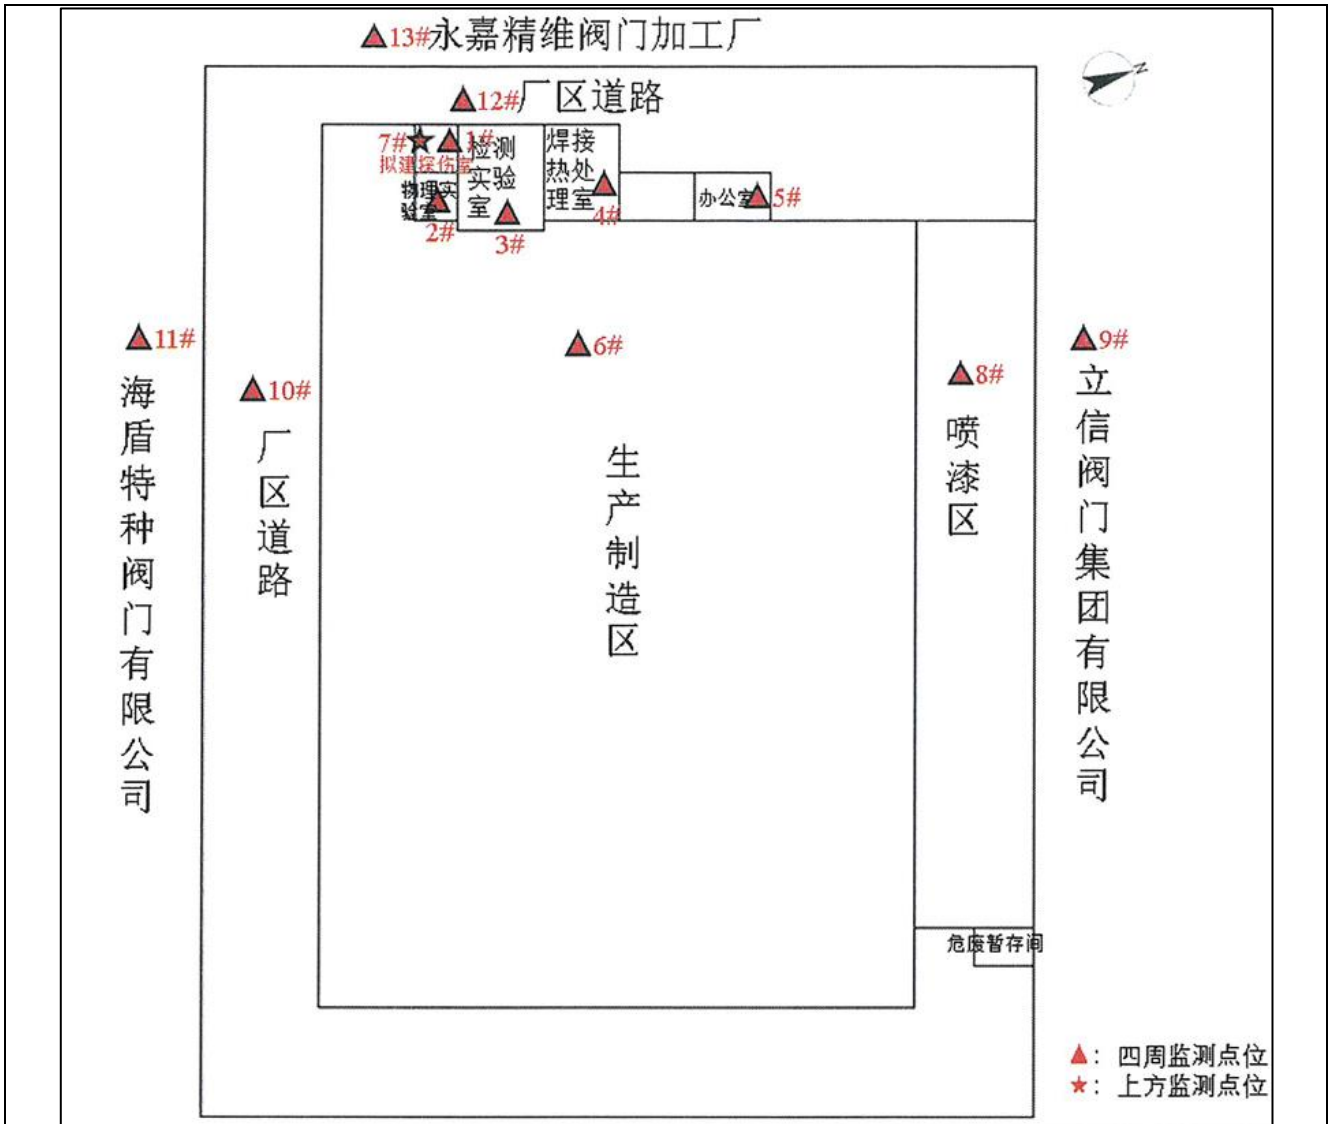 13# 永嘉精维阀门加工厂
N
12# 厂区道路
7# 1#
拟建探伤室
检测
实验
室
焊接
热处
理室
物理实
验室
办公室 5#
2#
3#
4#
11#
海盾特种阀门有限公司
10#
厂区道路
6#
生产制造区
8#
喷漆区
9#
立信阀门集团有限公司
危废暂存间
▲：四周监测点位
★：上方监测点位